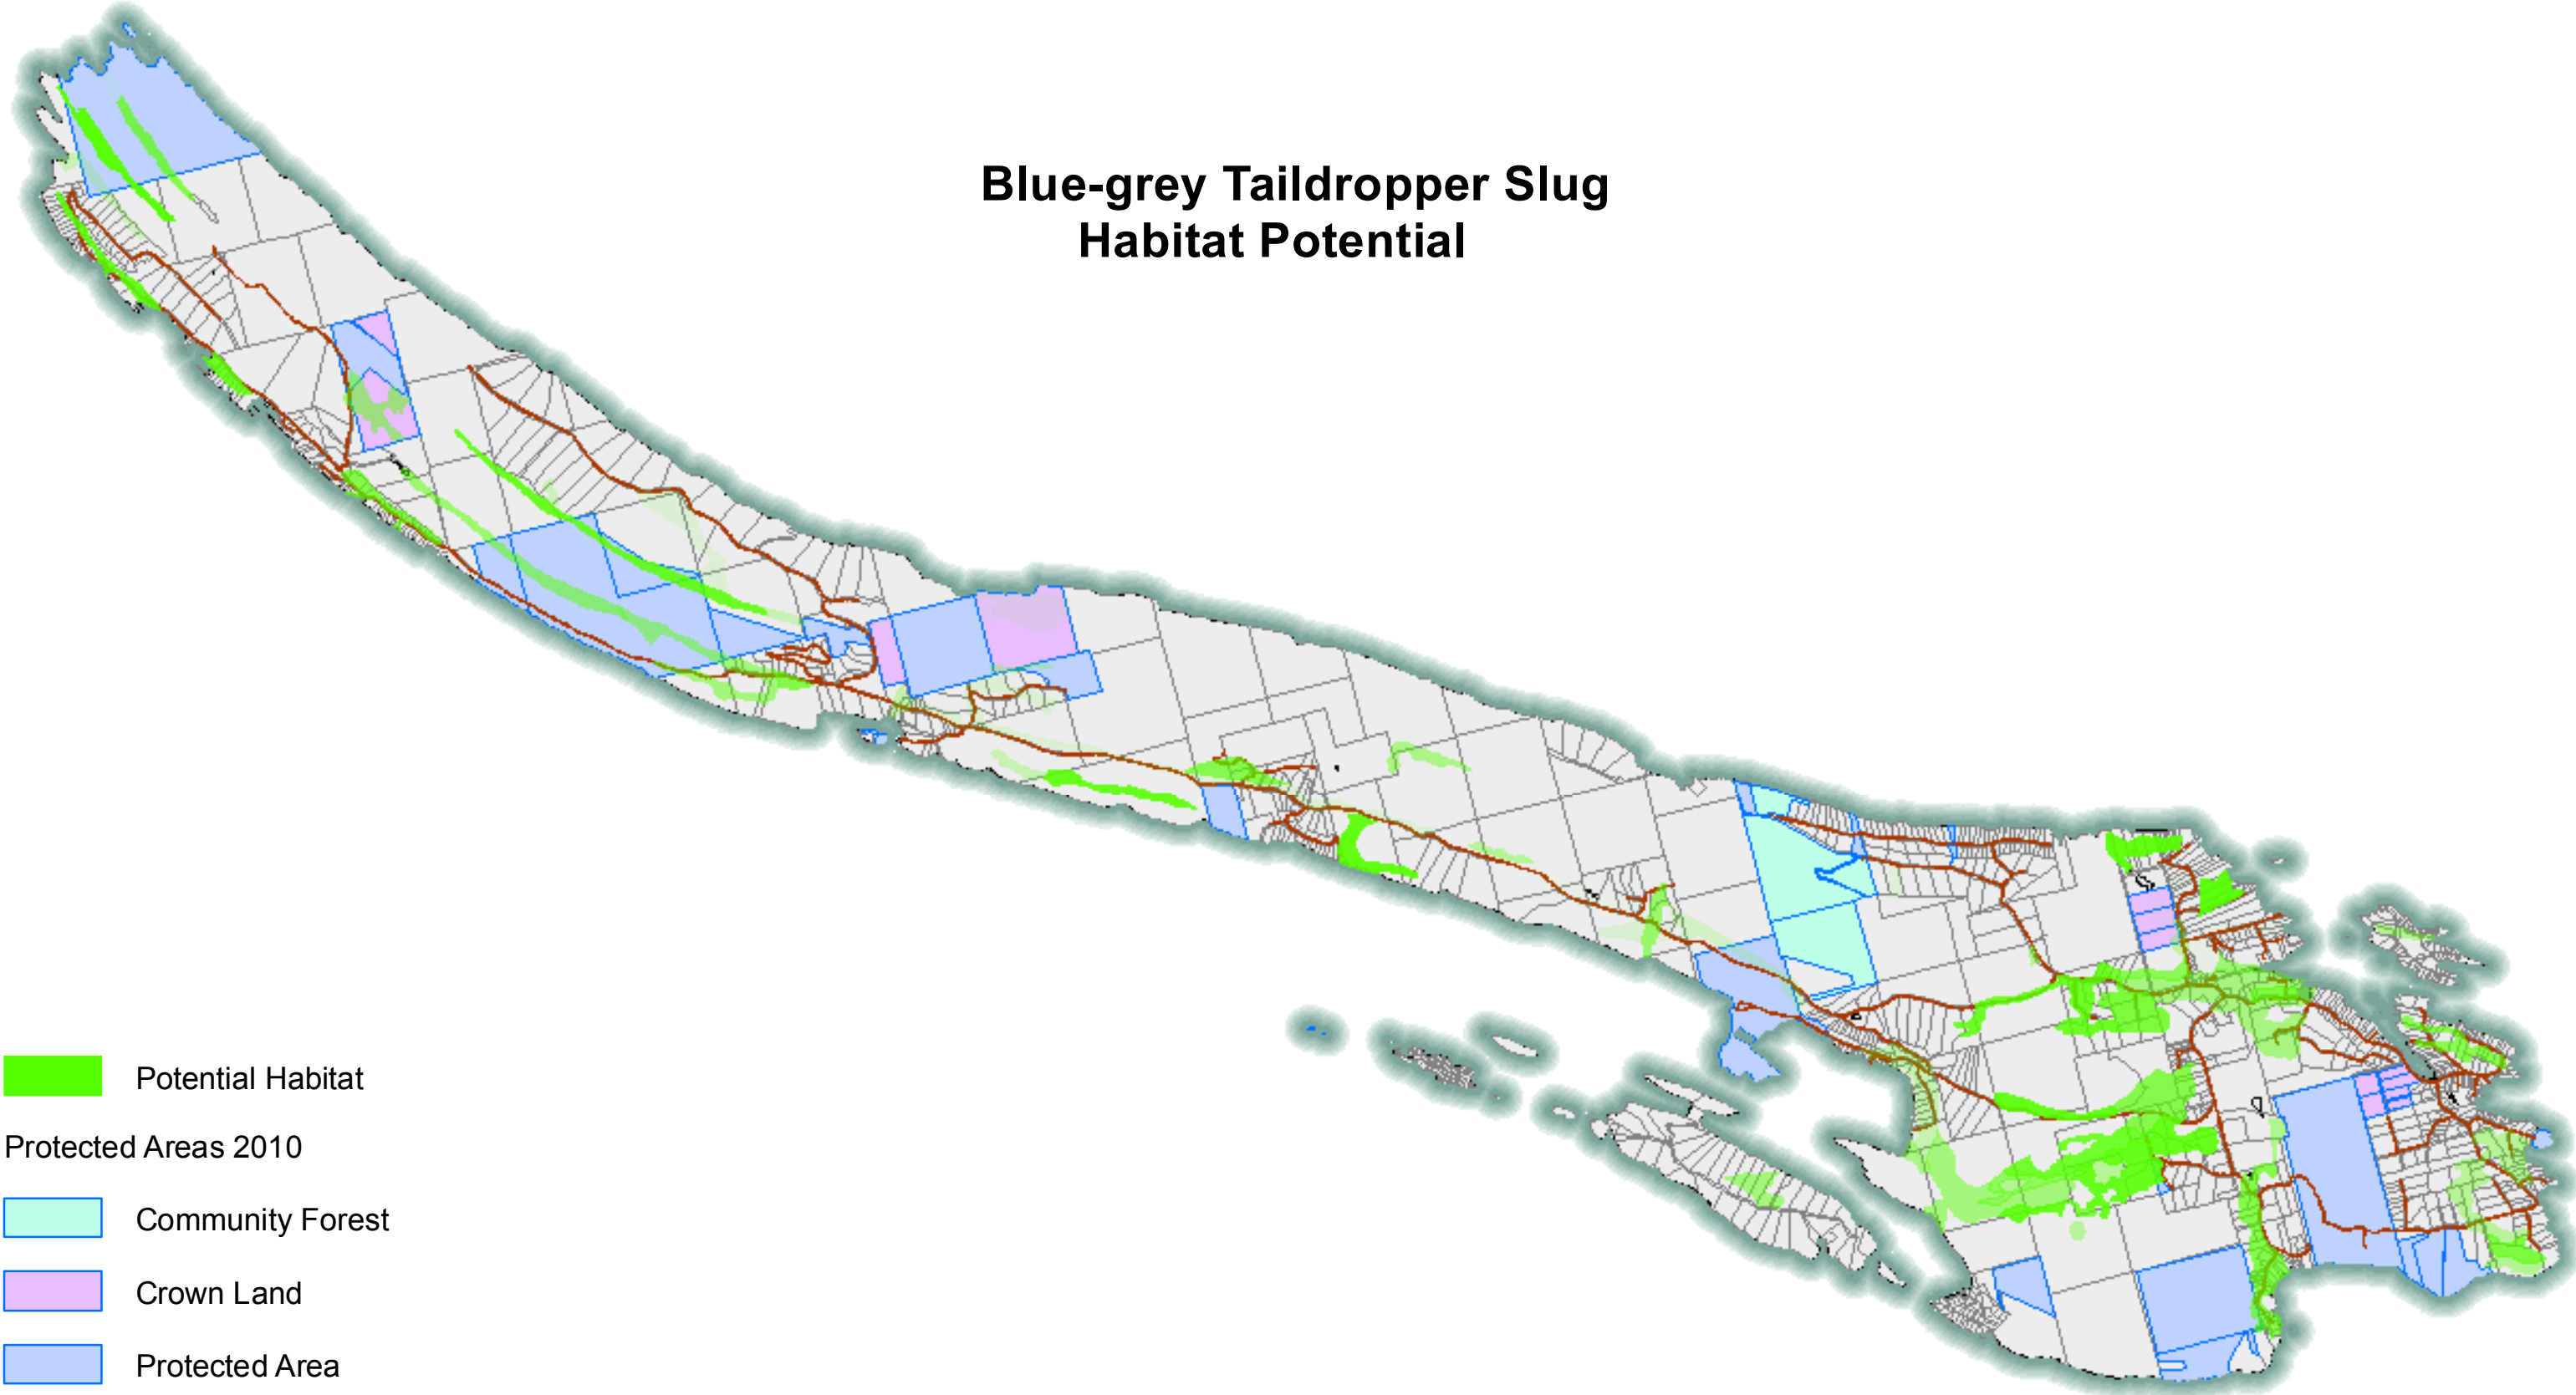 Blue-grey Taildropper Slug
Habitat Potential
Potential Habitat
Protected Areas 2010
Community Forest
Crown Land
Protected Area